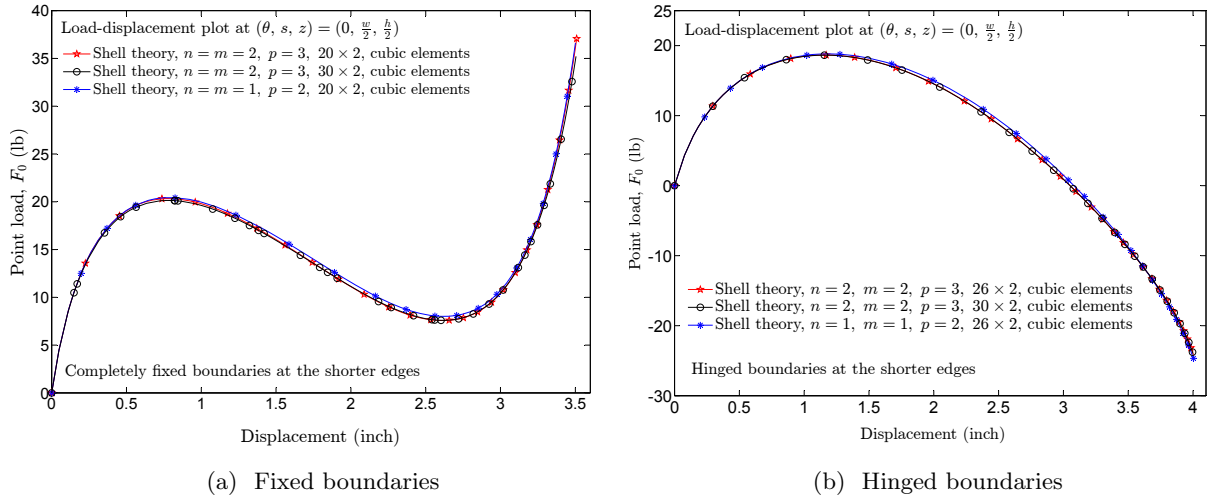 Load-displacement plot at (θ, s, z) = (0, w/2, h/2)
Shell theory, n = m = 2, p = 3, 20 × 2, cubic elements
Shell theory, n = m = 2, p = 3, 30 × 2, cubic elements
Shell theory, n = m = 1, p = 2, 20 × 2, cubic elements
40
35
30
25
20
15
10
5
0
Point load, F₀ (lb)
Completely fixed boundaries at the shorter edges
0 0.5 1 1.5 2 2.5 3 3.5
Displacement (inch)
(a) Fixed boundaries
Load-displacement plot at (θ, s, z) = (0, w/2, h/2)
25
20
10
0
-10
-20
-30
Point load, F₀ (lb)
Shell theory, n = 2, m = 2, p = 3, 26 × 2, cubic elements
Shell theory, n = 2, m = 2, p = 3, 30 × 2, cubic elements
Shell theory, n = 1, m = 1, p = 2, 26 × 2, cubic elements
Hinged boundaries at the shorter edges
0 0.5 1 1.5 2 2.5 3 3.5 4
Displacement (inch)
(b) Hinged boundaries